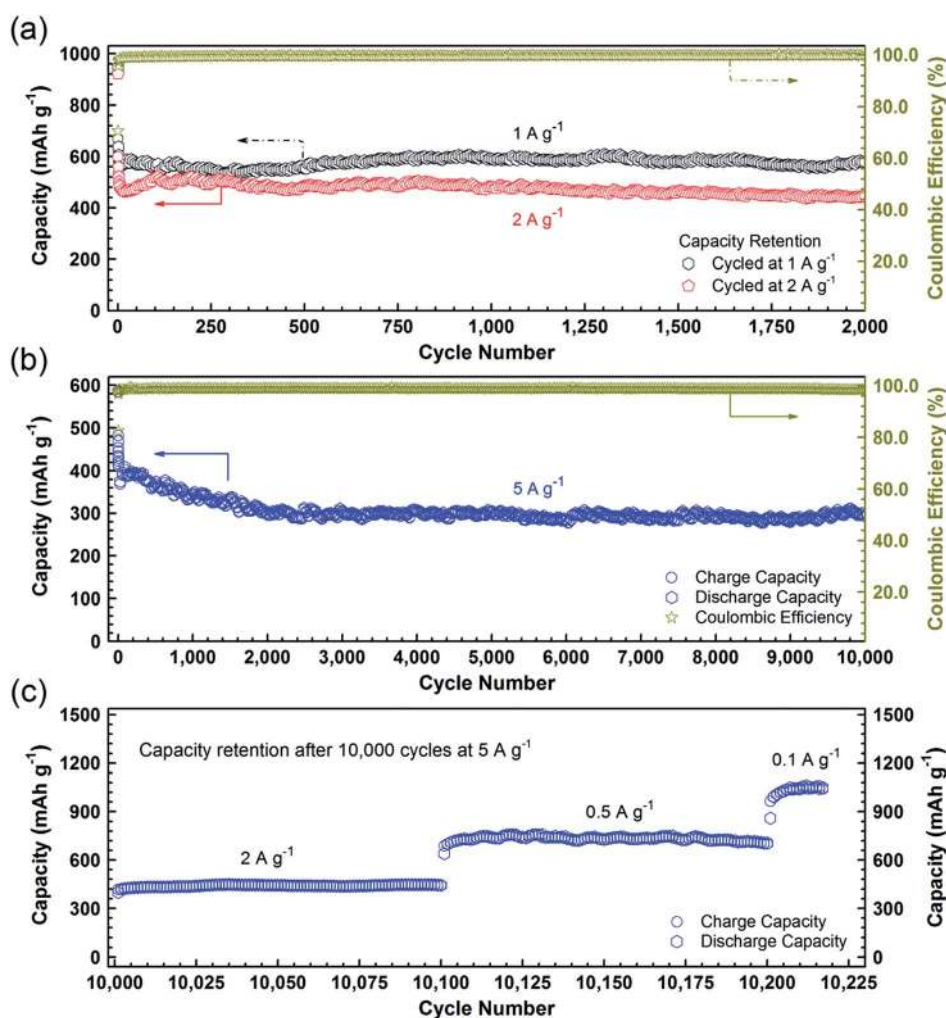 (a)
1000
800
600
400
200
0
Capacity (mAh g⁻¹)
1 A g⁻¹
2 A g⁻¹
Capacity Retention
Cycled at 1 A g⁻¹
Cycled at 2 A g⁻¹
100.0
80.0
60.0
40.0
20.0
Coulombic Efficiency (%)
0 250 500 750 1,000 1,250 1,500 1,750 2,000
Cycle Number
(b)
600
500
400
300
200
100
0
Capacity (mAh g⁻¹)
5 A g⁻¹
Charge Capacity
Discharge Capacity
Coulombic Efficiency
100.0
80.0
60.0
40.0
20.0
Coulombic Efficiency (%)
0 1,000 2,000 3,000 4,000 5,000 6,000 7,000 8,000 9,000 10,000
Cycle Number
(c)
1500
1200
900
600
300
0
Capacity (mAh g⁻¹)
Capacity retention after 10,000 cycles at 5 A g⁻¹
0.1 A g⁻¹
0.5 A g⁻¹
2 A g⁻¹
Charge Capacity
Discharge Capacity
1500
1200
900
600
300
0
Capacity (mAh g⁻¹)
10,000 10,025 10,050 10,075 10,100 10,125 10,150 10,175 10,200 10,225
Cycle Number